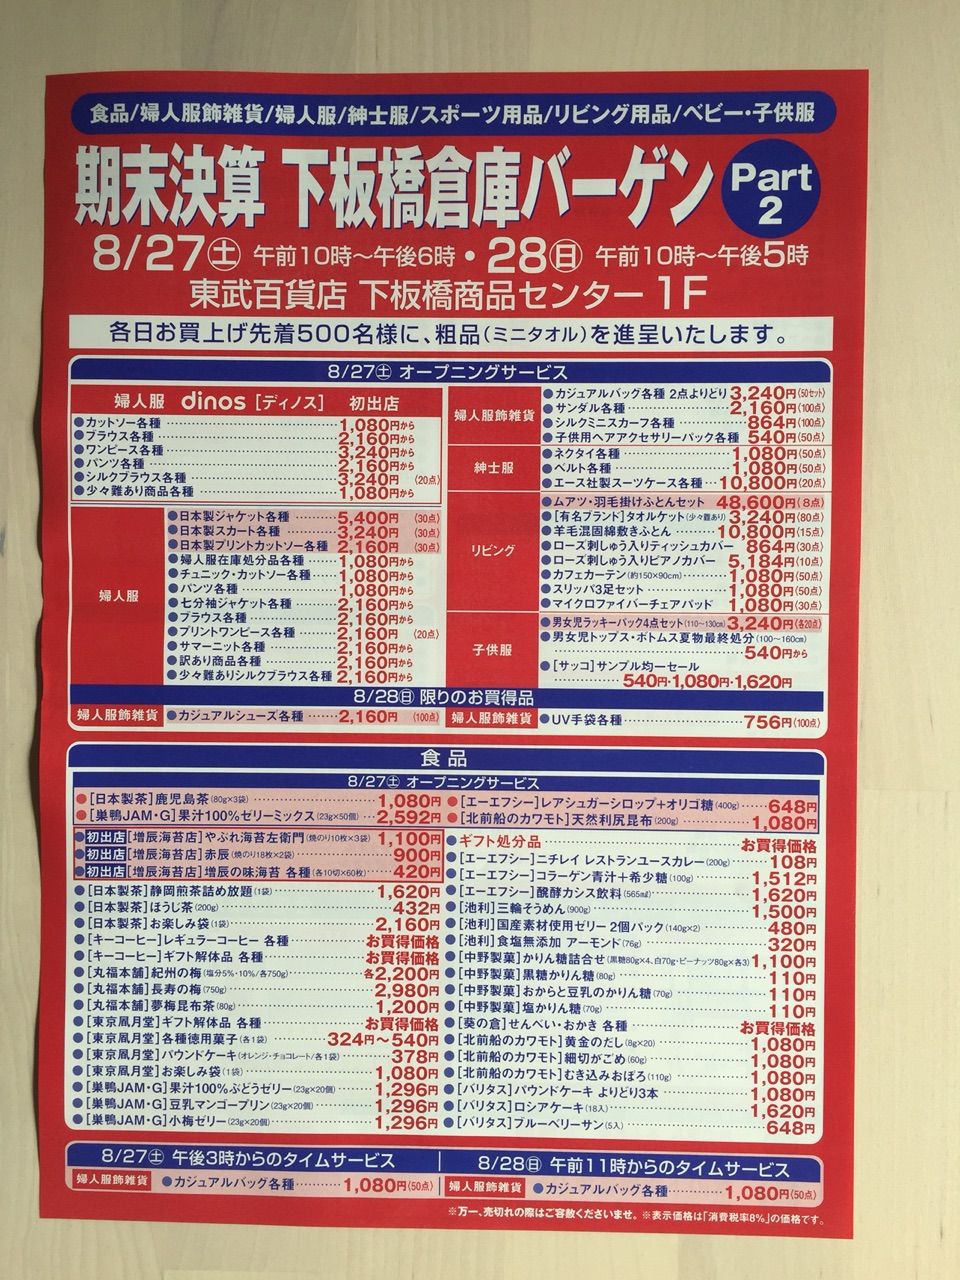 食品/婦人服飾雑貨/婦人服/紳士服/スポーツ用品/リビング用品/ベビー・子供服
期末決算 下板橋倉庫バーゲン Part 2
8/27㊏ 午前10時〜午後6時・28㊐ 午前10時〜午後5時
東武百貨店 下板橋商品センター 1F
各日お買上げ先着500名様に、粗品(ミニタオル)を進呈いたします。
8/27㊏ オープニングサービス
婦人服 dinos [ディノス] 初出店
●カットソー各種 1,080円から
●ブラウス各種 2,160円から
●ワンピース各種 3,240円から
●パンツ各種 2,160円から
●シルクブラウス各種 3,240円 (20点)
●少々難あり商品各種 1,080円から
婦人服
●日本製ジャケット各種 5,400円 (30点)
●日本製スカート各種 3,240円 (30点)
●日本製プリントカットソー各種 2,160円 (30点)
●婦人服在庫処分品各種 1,080円から
●チュニック・カットソー各種 1,080円から
●パンツ各種 1,080円から
●七分袖ジャケット各種 2,160円から
●ブラウス各種 2,160円から
●プリントワンピース各種 2,160円 (20点)
●サマーニット各種 2,160円から
●訳あり商品各種 2,160円から
●少々難ありシルクブラウス各種 2,160円から
婦人服飾雑貨
●カジュアルバッグ各種 2点よりどり 3,240円(50セット)
●サンダル各種 2,160円(100点)
●シルクミニスカーフ各種 864円(100点)
●子供用ヘアアクセサリーパック各種 540円(50点)
紳士服
●ネクタイ各種 1,080円(50点)
●ベルト各種 1,080円(50点)
●エース社製スーツケース各種 10,800円(20点)
リビング
●ムアツ・羽毛掛けふとんセット 48,600円(8点)
●[有名ブランド]タオルケット(少々難あり) 3,240円(80点)
●羊毛混固綿敷きふとん 10,800円(15点)
●ローズ刺しゅう入りティッシュカバー 864円(30点)
●ローズ刺しゅう入りピアノカバー 5,184円(10点)
●カフェカーテン(約150×90cm) 1,080円(50点)
●スリッパ3足セット 1,080円(50点)
●マイクロファイバーチェアパッド 1,080円(30点)
子供服
●男女児ラッキーパック4点セット(110〜130cm) 3,240円(各20点)
●男女児トップス・ボトムス夏物最終処分(100〜160cm)
540円から
●[サッコ]サンプル均一セール
540円・1,080円・1,620円
8/28㊐ 限りのお買得品
婦人服飾雑貨 ●カジュアルシューズ各種 2,160円 (100点)
婦人服飾雑貨 ●UV手袋各種 756円(100点)
食品
8/27㊏ オープニングサービス
●[日本製茶]鹿児島茶(80g×3袋) 1,080円
●[巣鴨JAM・G]果汁100%ゼリーミックス(23g×50個) 2,592円
●[エーエフシー]レアシュガーシロップ+オリゴ糖(400g) 648円
●[北前船のカワモト]天然利尻昆布(200g) 1,080円
●初出店[増辰海苔店]やぶれ海苔左衛門(焼のり10枚×3袋) 1,100円
●初出店[増辰海苔店]赤辰(焼のり18枚×2袋) 900円
●初出店[増辰海苔店]増辰の味海苔 各種(各10切×60枚) 420円
●[日本製茶]静岡煎茶詰め放題(1袋) 1,620円
●[日本製茶]ほうじ茶(200g) 432円
●[日本製茶]お楽しみ袋(1袋) 2,160円
●[キーコーヒー]レギュラーコーヒー 各種 お買得価格
●[キーコーヒー]ギフト解体品 各種 お買得価格
●[丸福本舗]紀州の梅(塩分5%・10%/各750g) 各2,200円
●[丸福本舗]長寿の梅(750g) 2,980円
●[丸福本舗]夢梅昆布茶(80g) 1,200円
●[東京凮月堂]ギフト解体品 各種 お買得価格
●[東京凮月堂]各種徳用菓子(各1袋) 324円〜540円
●[東京凮月堂]パウンドケーキ(オレンジ・チョコレート/各1袋) 378円
●[東京凮月堂]お楽しみ袋(1袋) 1,080円
●[巣鴨JAM・G]果汁100%ぶどうゼリー(23g×20個) 1,296円
●[巣鴨JAM・G]豆乳マンゴープリン(23g×20個) 1,296円
●[巣鴨JAM・G]小梅ゼリー(23g×20個) 1,296円
●ギフト処分品 お買得価格
●[エーエフシー]ニチレイ レストランユースカレー(200g) 108円
●[エーエフシー]コラーゲン青汁+希少糖(100g) 1,512円
●[エーエフシー]醗酵カシス飲料(565ml) 1,620円
●[池利]三輪そうめん(900g) 1,500円
●[池利]国産素材使用ゼリー 2個パック(140g×2) 480円
●[池利]食塩無添加 アーモンド(76g) 320円
●[中野製菓]かりん糖詰合せ(黒糖80g×4、白70g・ピーナッツ80g×各3) 1,100円
●[中野製菓]黒糖かりん糖(80g) 110円
●[中野製菓]おからと豆乳のかりん糖(70g) 110円
●[中野製菓]塩かりん糖(70g) 110円
●[葵の倉]せんべい・おかき 各種 お買得価格
●[北前船のカワモト]黄金のだし(8g×20) 1,080円
●[北前船のカワモト]細切がごめ(60g) 1,080円
●[北前船のカワモト]むき込みおぼろ(110g) 1,080円
●[バリタス]パウンドケーキ よりどり3本 1,080円
●[バリタス]ロシアケーキ(18入) 1,620円
●[バリタス]ブルーベリーサン(5入) 648円
8/27㊏ 午後3時からのタイムサービス
婦人服飾雑貨 ●カジュアルバッグ各種 1,080円(50点)
8/28㊐ 午前11時からのタイムサービス
婦人服飾雑貨 ●カジュアルバッグ各種 1,080円(50点)
※万一、売切れの際はご容赦くださいませ。※表示価格は「消費税率8%」の価格です。